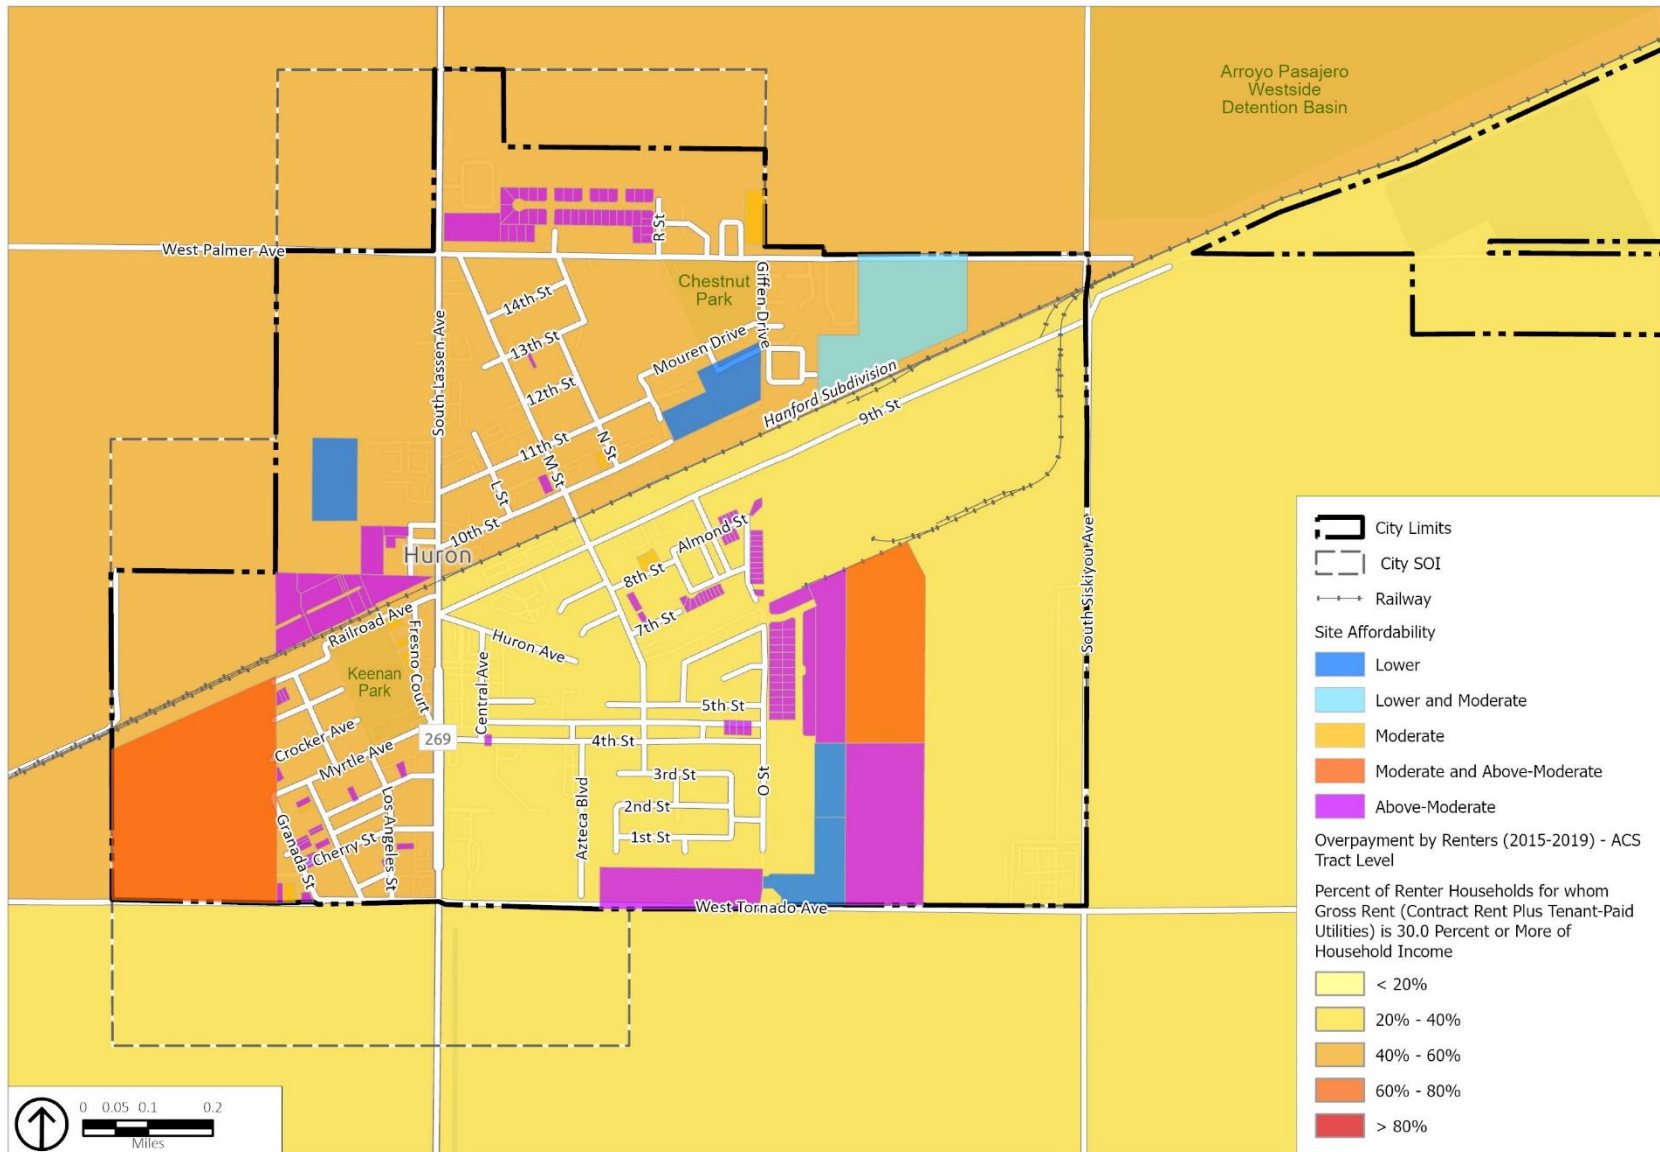 Arroyo Pasajero
Westside
Detention Basin
West Palmer Ave
R St
Chestnut
Park
Giffen Drive
14th St
South Lassen Ave
13th St
Mouren Drive
12th St
Hanford Subdivision
9th St
11th St
N St
M St
L St
10th St
Huron
Almond St
8th St
7th St
South Siskiyou Ave
Railroad Ave
Fresno Court
Huron Ave
Keenan
Park
Central Ave
5th St
269
4th St
Crocker Ave
Myrtle Ave
3rd St
O St
2nd St
Azteca Blvd
1st St
Los Angeles St
Granada St
Cherry St
West Tornado Ave
City Limits
City SOI
Railway
Site Affordability
Lower
Lower and Moderate
Moderate
Moderate and Above-Moderate
Above-Moderate
Overpayment by Renters (2015-2019) - ACS
Tract Level
Percent of Renter Households for whom
Gross Rent (Contract Rent Plus Tenant-Paid
Utilities) is 30.0 Percent or More of
Household Income
< 20%
20% - 40%
40% - 60%
60% - 80%
> 80%
0 0.05 0.1 0.2
Miles